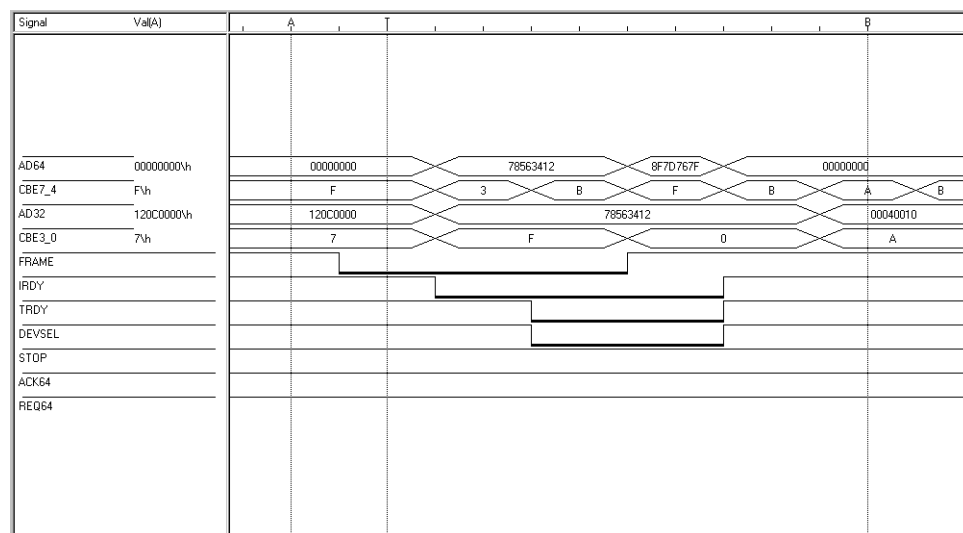 Signal Val(A) A T B
AD64 00000000\h 00000000 78563412 8F7D767F 00000000
CBE7_4 F\h F 3 B F B A B
AD32 120C0000\h 120C0000 78563412 00040010
CBE3_0 7\h 7 F 0 A
FRAME
IRDY
TRDY
DEVSEL
STOP
ACK64
REQ64